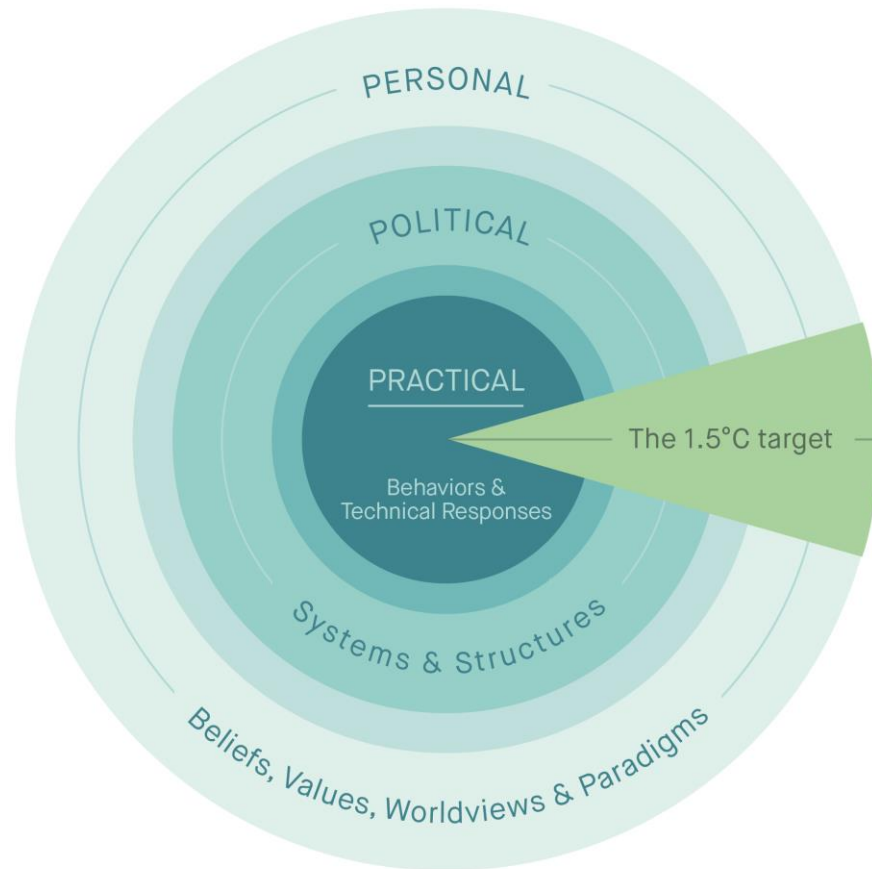 PERSONAL
POLITICAL
PRACTICAL
The 1.5°C target
Behaviors &
Technical Responses
Systems & Structures
Beliefs, Values, Worldviews & Paradigms